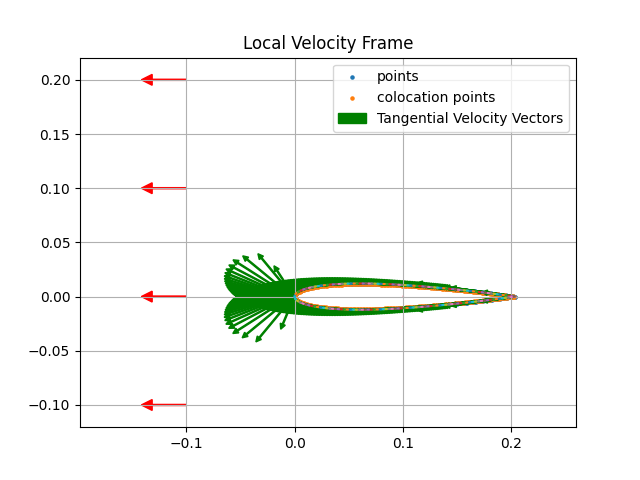 Local Velocity Frame
points
colocation points
Tangential Velocity Vectors
0.20
0.15
0.10
0.05
0.00
−0.05
−0.10
−0.1
0.0
0.1
0.2